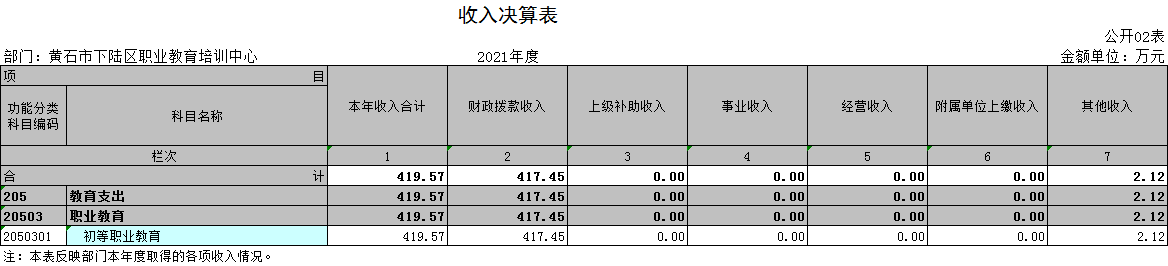 收入决算表
公开02表
部门：黄石市下陆区职业教育培训中心 2021年度 金额单位：万元
项 目 本年收入合计 财政拨款收入 上级补助收入 事业收入 经营收入 附属单位上缴收入 其他收入
功能分类科目编码 科目名称
栏次 1 2 3 4 5 6 7
合 计 419.57 417.45 0.00 0.00 0.00 0.00 2.12
205 教育支出 419.57 417.45 0.00 0.00 0.00 0.00 2.12
20503 职业教育 419.57 417.45 0.00 0.00 0.00 0.00 2.12
2050301 初等职业教育 419.57 417.45 0.00 0.00 0.00 0.00 2.12
注：本表反映部门本年度取得的各项收入情况。